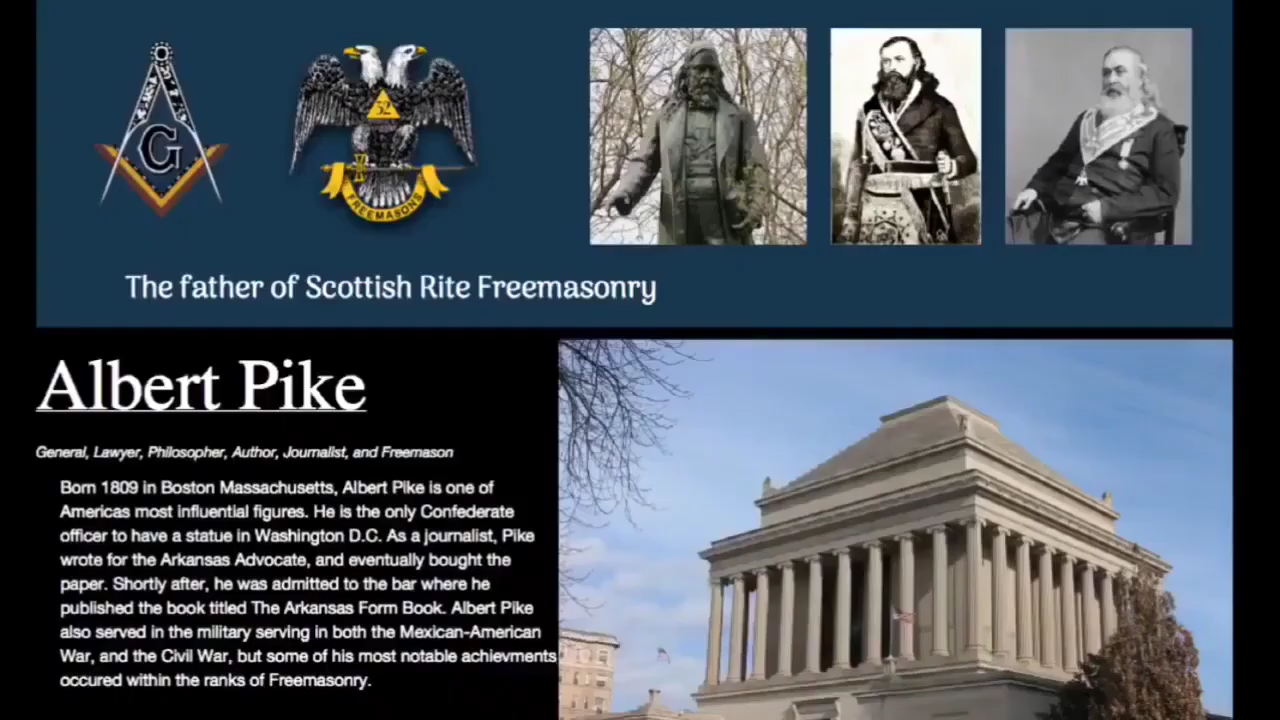 G
32
FREEMASONS
The father of Scottish Rite Freemasonry
Albert Pike
General, Lawyer, Philosopher, Author, Journalist, and Freemason
Born 1809 in Boston Massachusetts, Albert Pike is one of
Americas most influential figures. He is the only Confederate
officer to have a statue in Washington D.C. As a journalist, Pike
wrote for the Arkansas Advocate, and eventually bought the
paper. Shortly after, he was admitted to the bar where he
published the book titled The Arkansas Form Book. Albert Pike
also served in the military serving in both the Mexican-American
War, and the Civil War, but some of his most notable achievments
occured within the ranks of Freemasonry.